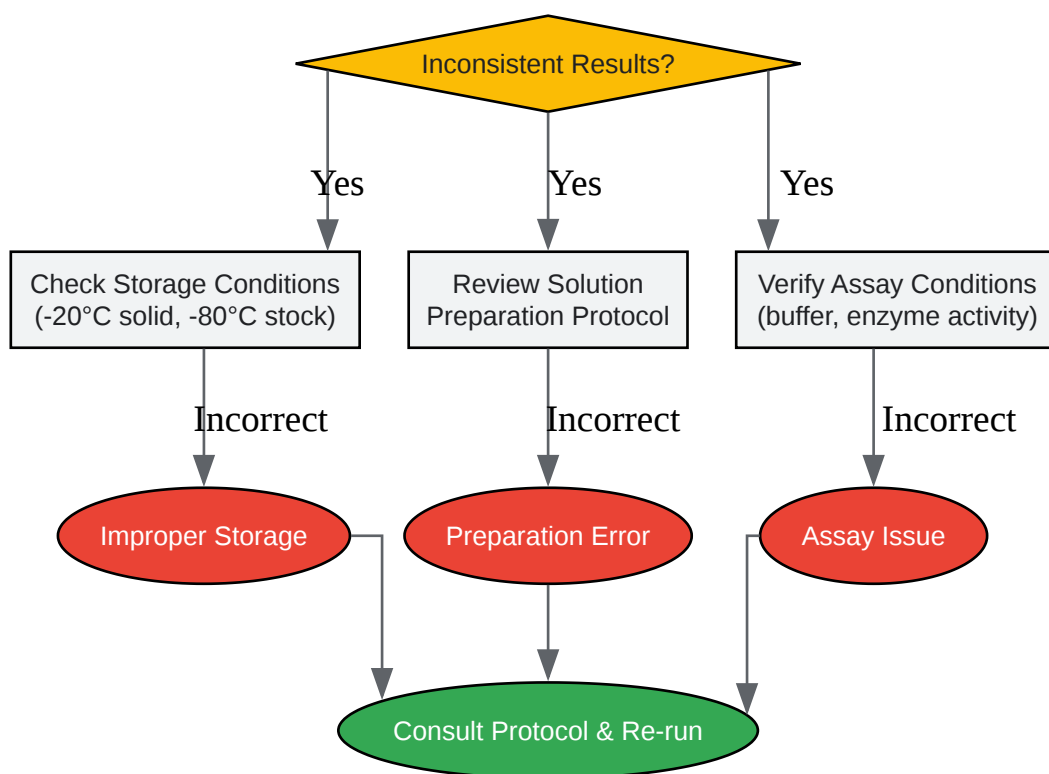 Inconsistent Results?
Yes
Yes
Yes
Check Storage Conditions
(-20°C solid, -80°C stock)
Review Solution
Preparation Protocol
Verify Assay Conditions
(buffer, enzyme activity)
Incorrect
Incorrect
Incorrect
Improper Storage
Preparation Error
Assay Issue
Consult Protocol & Re-run